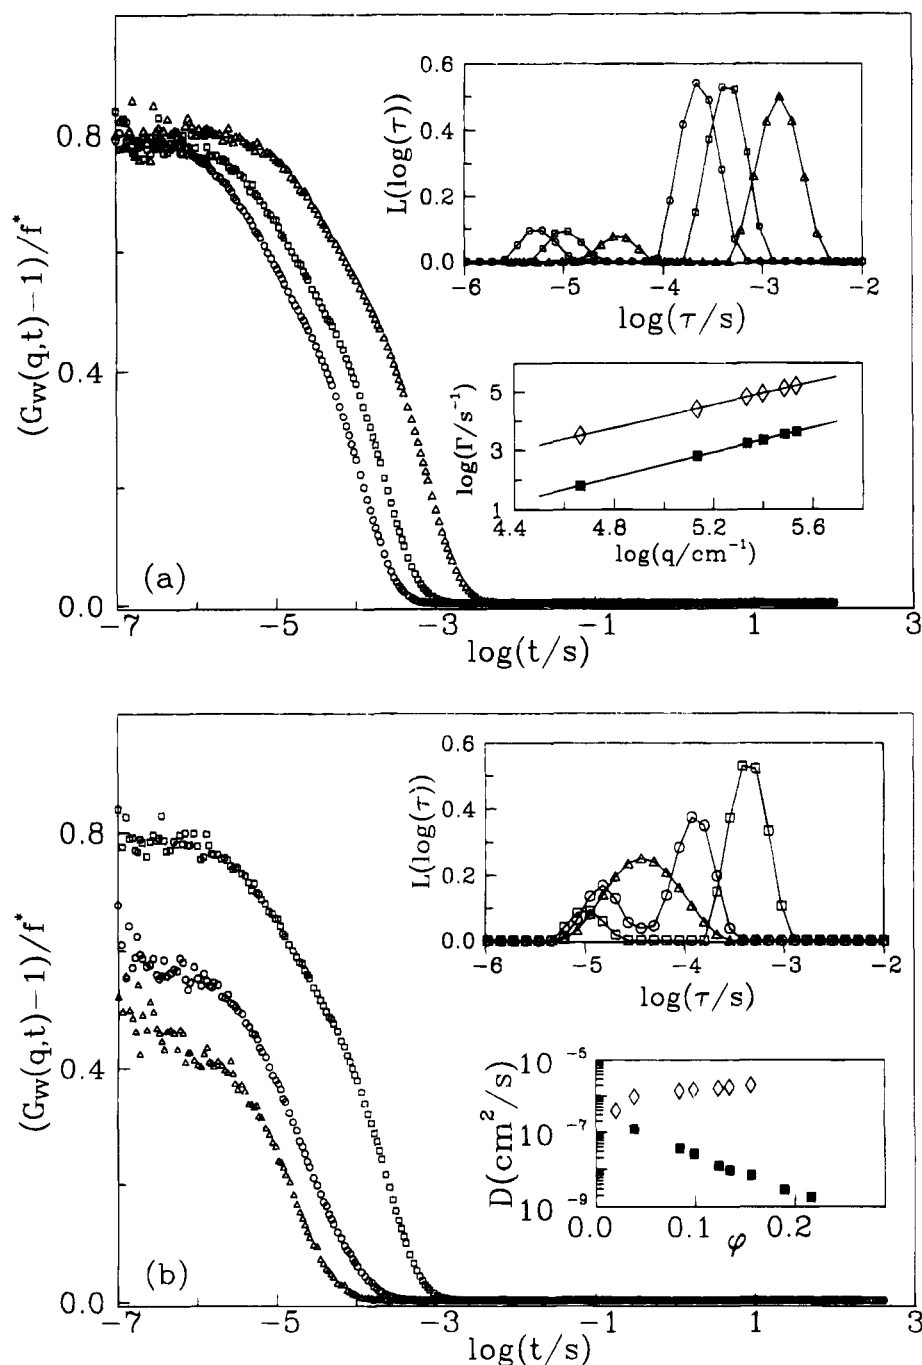 (Gvv(q,t)−1)/f*
0.8
0.4
0.0
(a)
−7 −5 −3 −1 1 3
log(t/s)
L(log(τ))
0.6
0.4
0.2
0.0
−6 −5 −4 −3 −2
log(τ/s)
log(Γ/s⁻¹)
5
3
1
4.4 4.8 5.2 5.6
log(q/cm⁻¹)
(Gvv(q,t)−1)/f*
0.8
0.4
0.0
(b)
−7 −5 −3 −1 1 3
log(t/s)
L(log(τ))
0.6
0.4
0.2
0.0
−6 −5 −4 −3 −2
log(τ/s)
D(cm²/s)
10⁻⁵
10⁻⁷
10⁻⁹
0.0 0.1 0.2
φ